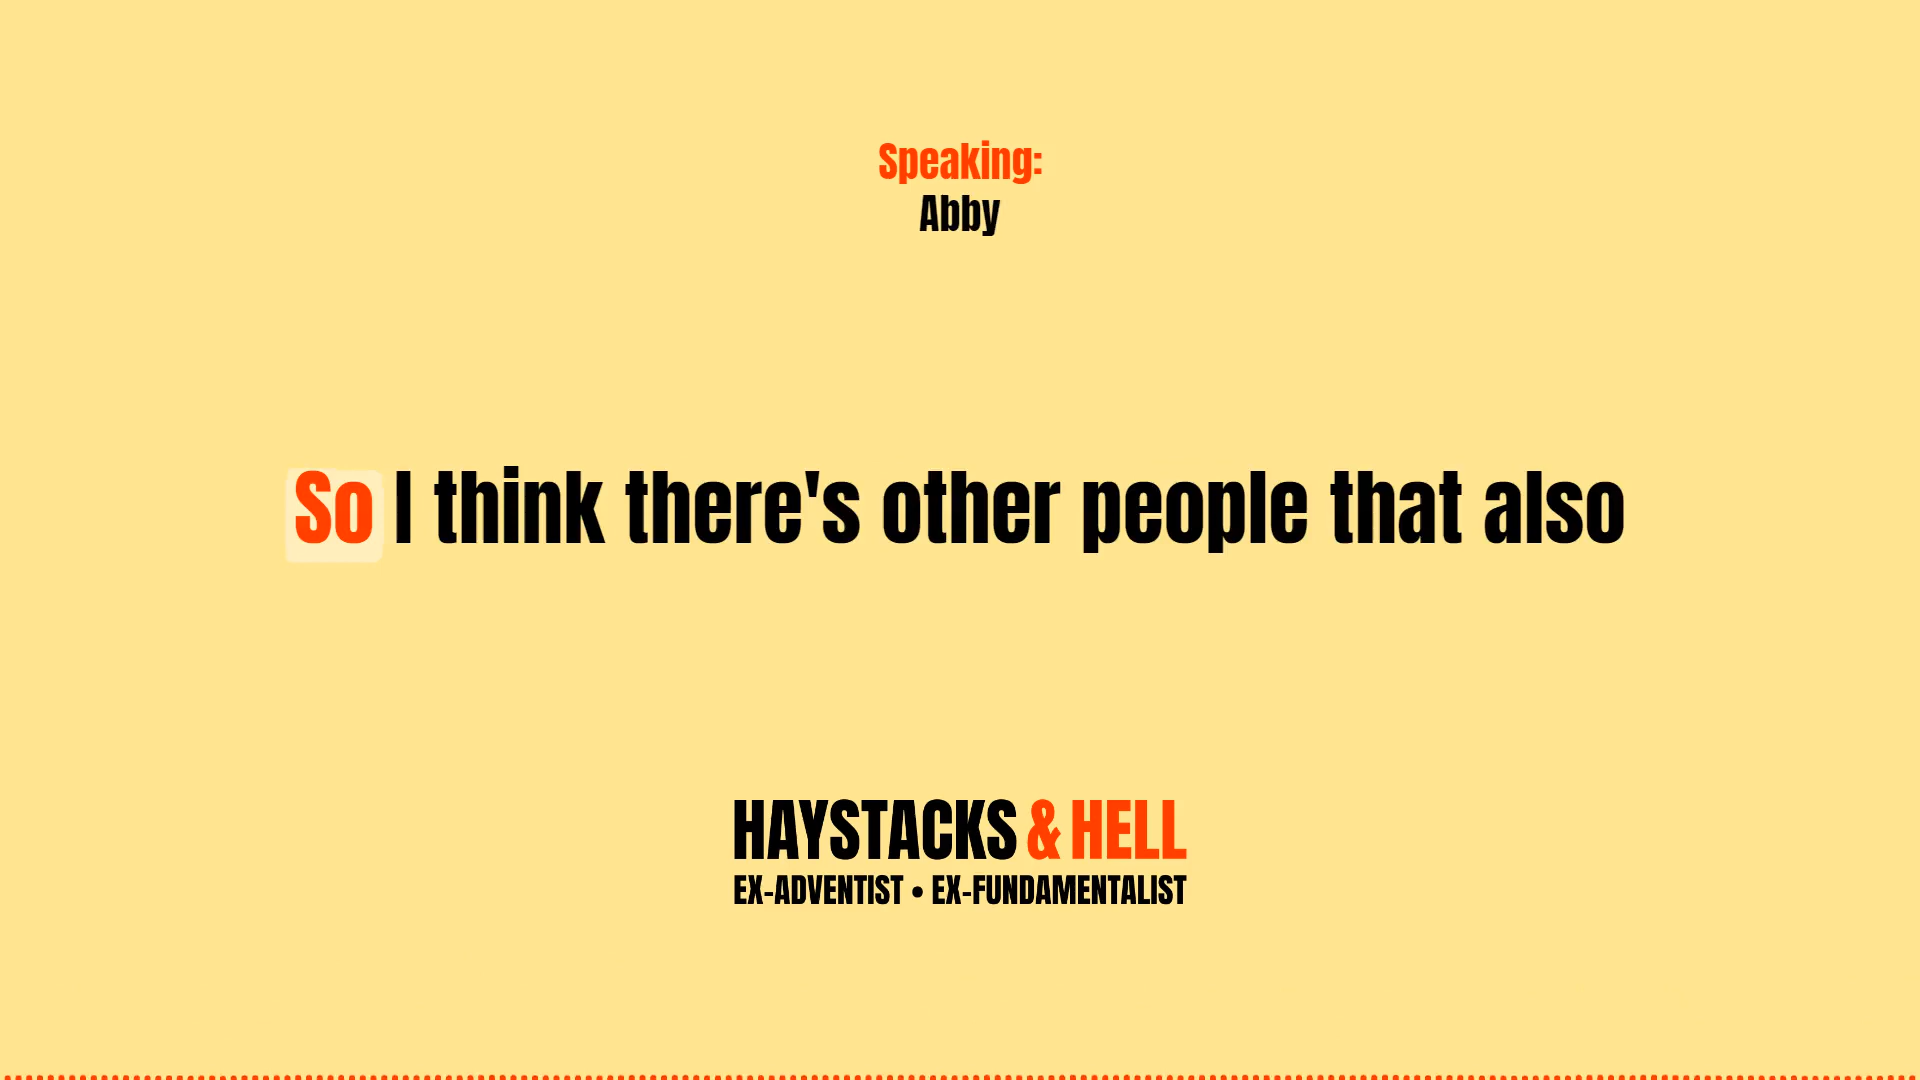 Speaking:
Abby
So I think there's other people that also
HAYSTACKS & HELL
EX-ADVENTIST • EX-FUNDAMENTALIST